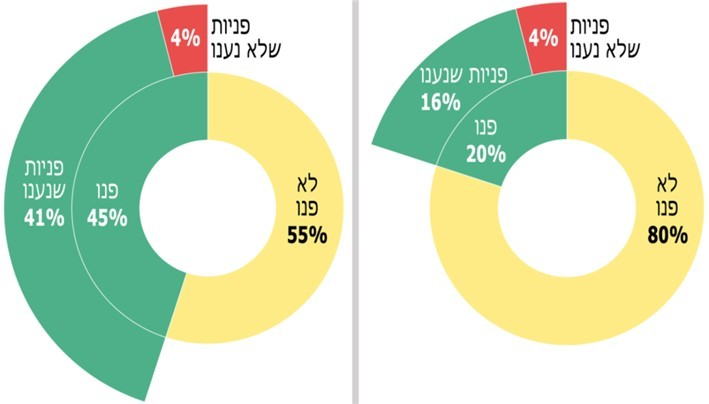 פניות
שלא נענו
4%
פניות שנענו
16%
פנו
20%
לא
פנו
80%
פניות
שלא נענו
4%
פניות
שנענו
41%
פנו
45%
לא
פנו
55%